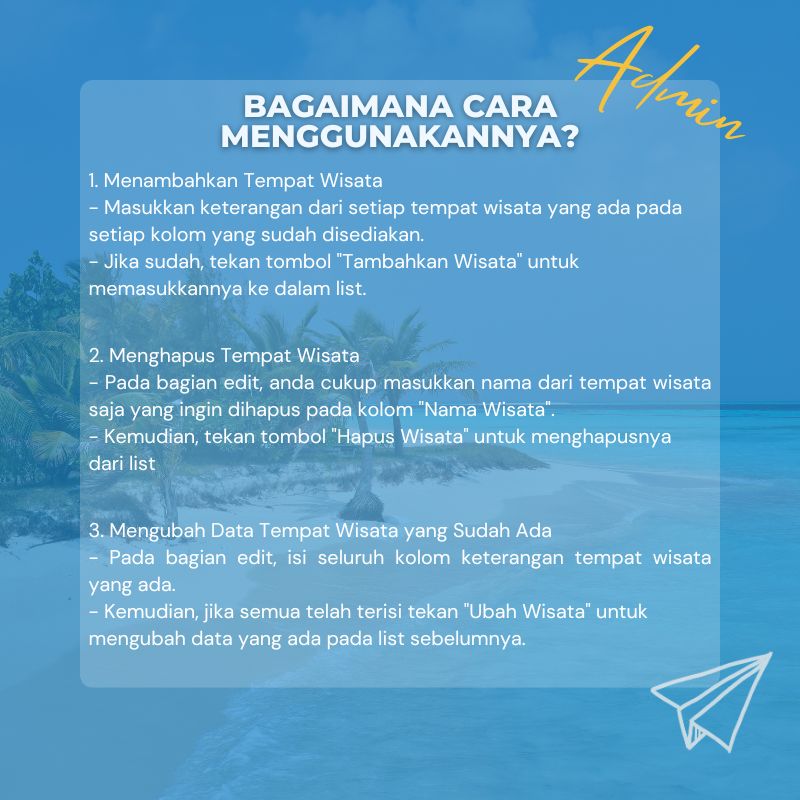 Admin
BAGAIMANA CARA
MENGGUNAKANNYA?
1. Menambahkan Tempat Wisata
- Masukkan keterangan dari setiap tempat wisata yang ada pada
setiap kolom yang sudah disediakan.
- Jika sudah, tekan tombol "Tambahkan Wisata" untuk
memasukkannya ke dalam list.
2. Menghapus Tempat Wisata
- Pada bagian edit, anda cukup masukkan nama dari tempat wisata
saja yang ingin dihapus pada kolom "Nama Wisata".
- Kemudian, tekan tombol "Hapus Wisata" untuk menghapusnya
dari list
3. Mengubah Data Tempat Wisata yang Sudah Ada
- Pada bagian edit, isi seluruh kolom keterangan tempat wisata
yang ada.
- Kemudian, jika semua telah terisi tekan "Ubah Wisata" untuk
mengubah data yang ada pada list sebelumnya.